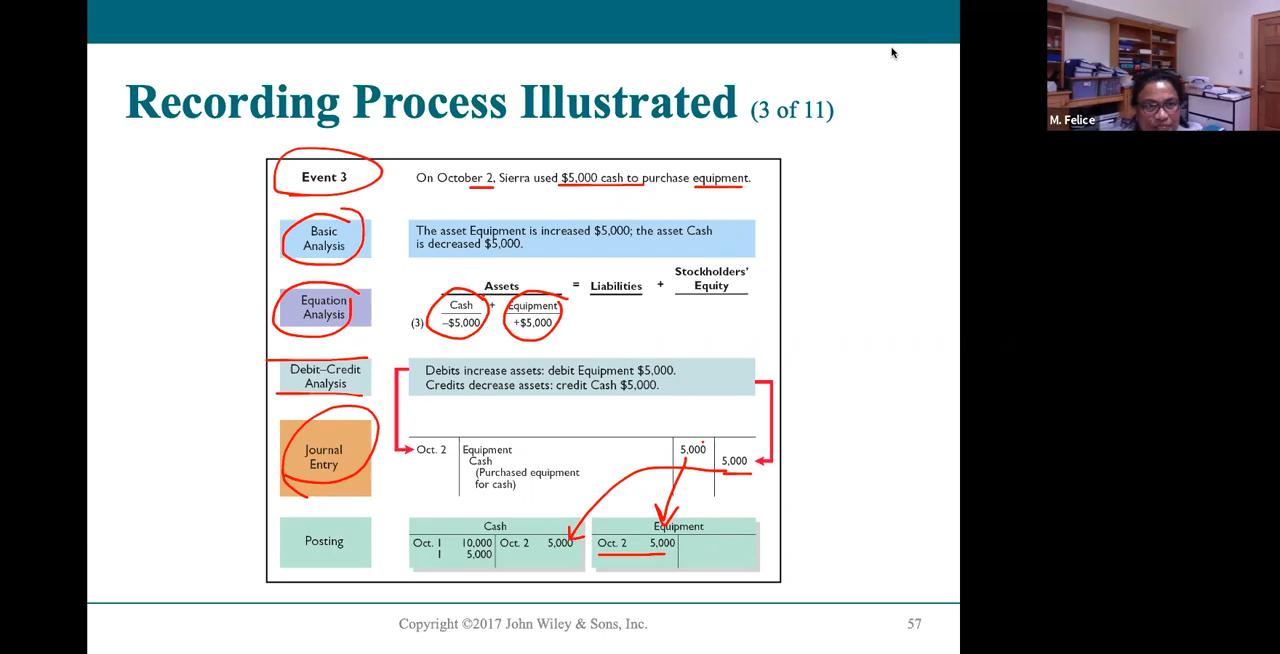 Recording Process Illustrated (3 of 11)
M. Felice
Event 3
On October 2, Sierra used $5,000 cash to purchase equipment.
Basic
Analysis
The asset Equipment is increased $5,000; the asset Cash
is decreased $5,000.
Equation
Analysis
Assets = Liabilities + Stockholders'
Equity
Cash + Equipment
(3) –$5,000 +$5,000
Debit–Credit
Analysis
Debits increase assets: debit Equipment $5,000.
Credits decrease assets: credit Cash $5,000.
Journal
Entry
Oct. 2 Equipment 5,000
Cash 5,000
(Purchased equipment
for cash)
Posting
Cash
Oct. 1 10,000 Oct. 2 5,000
1 5,000
Equipment
Oct. 2 5,000
Copyright ©2017 John Wiley & Sons, Inc.
57